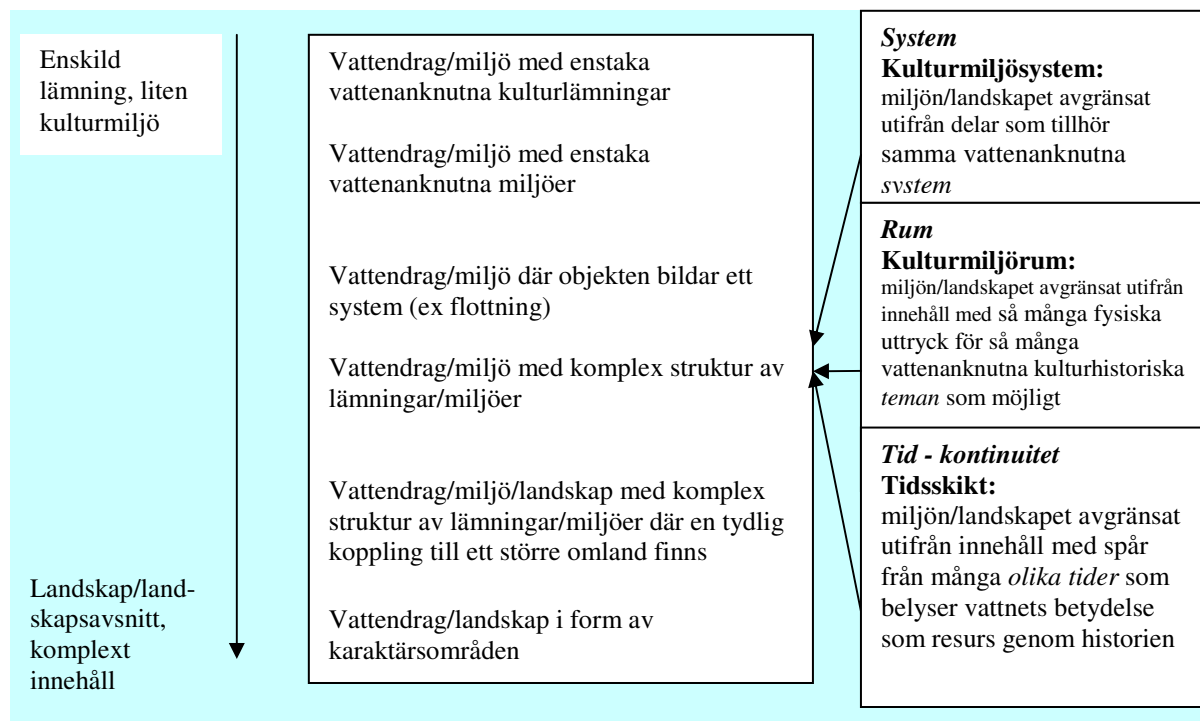 Enskild
lämning, liten
kulturmiljö
Landskap/land-
skapsavsnitt,
komplext
innehåll
Vattendrag/miljö med enstaka
vattenanknutna kulturlämningar
Vattendrag/miljö med enstaka
vattenanknutna miljöer
Vattendrag/miljö där objekten bildar ett
system (ex flottning)
Vattendrag/miljö med komplex struktur av
lämningar/miljöer
Vattendrag/miljö/landskap med komplex
struktur av lämningar/miljöer där en tydlig
koppling till ett större omland finns
Vattendrag/landskap i form av
karaktärsområden
System
Kulturmiljösystem:
miljön/landskapet avgränsat
utifrån delar som tillhör
samma vattenanknutna
system
Rum
Kulturmiljörum:
miljön/landskapet avgränsat utifrån
innehåll med så många fysiska
uttryck för så många
vattenanknutna kulturhistoriska
teman som möjligt
Tid - kontinuitet
Tidsskikt:
miljön/landskapet avgränsat
utifrån innehåll med spår
från många olika tider som
belyser vattnets betydelse
som resurs genom historien